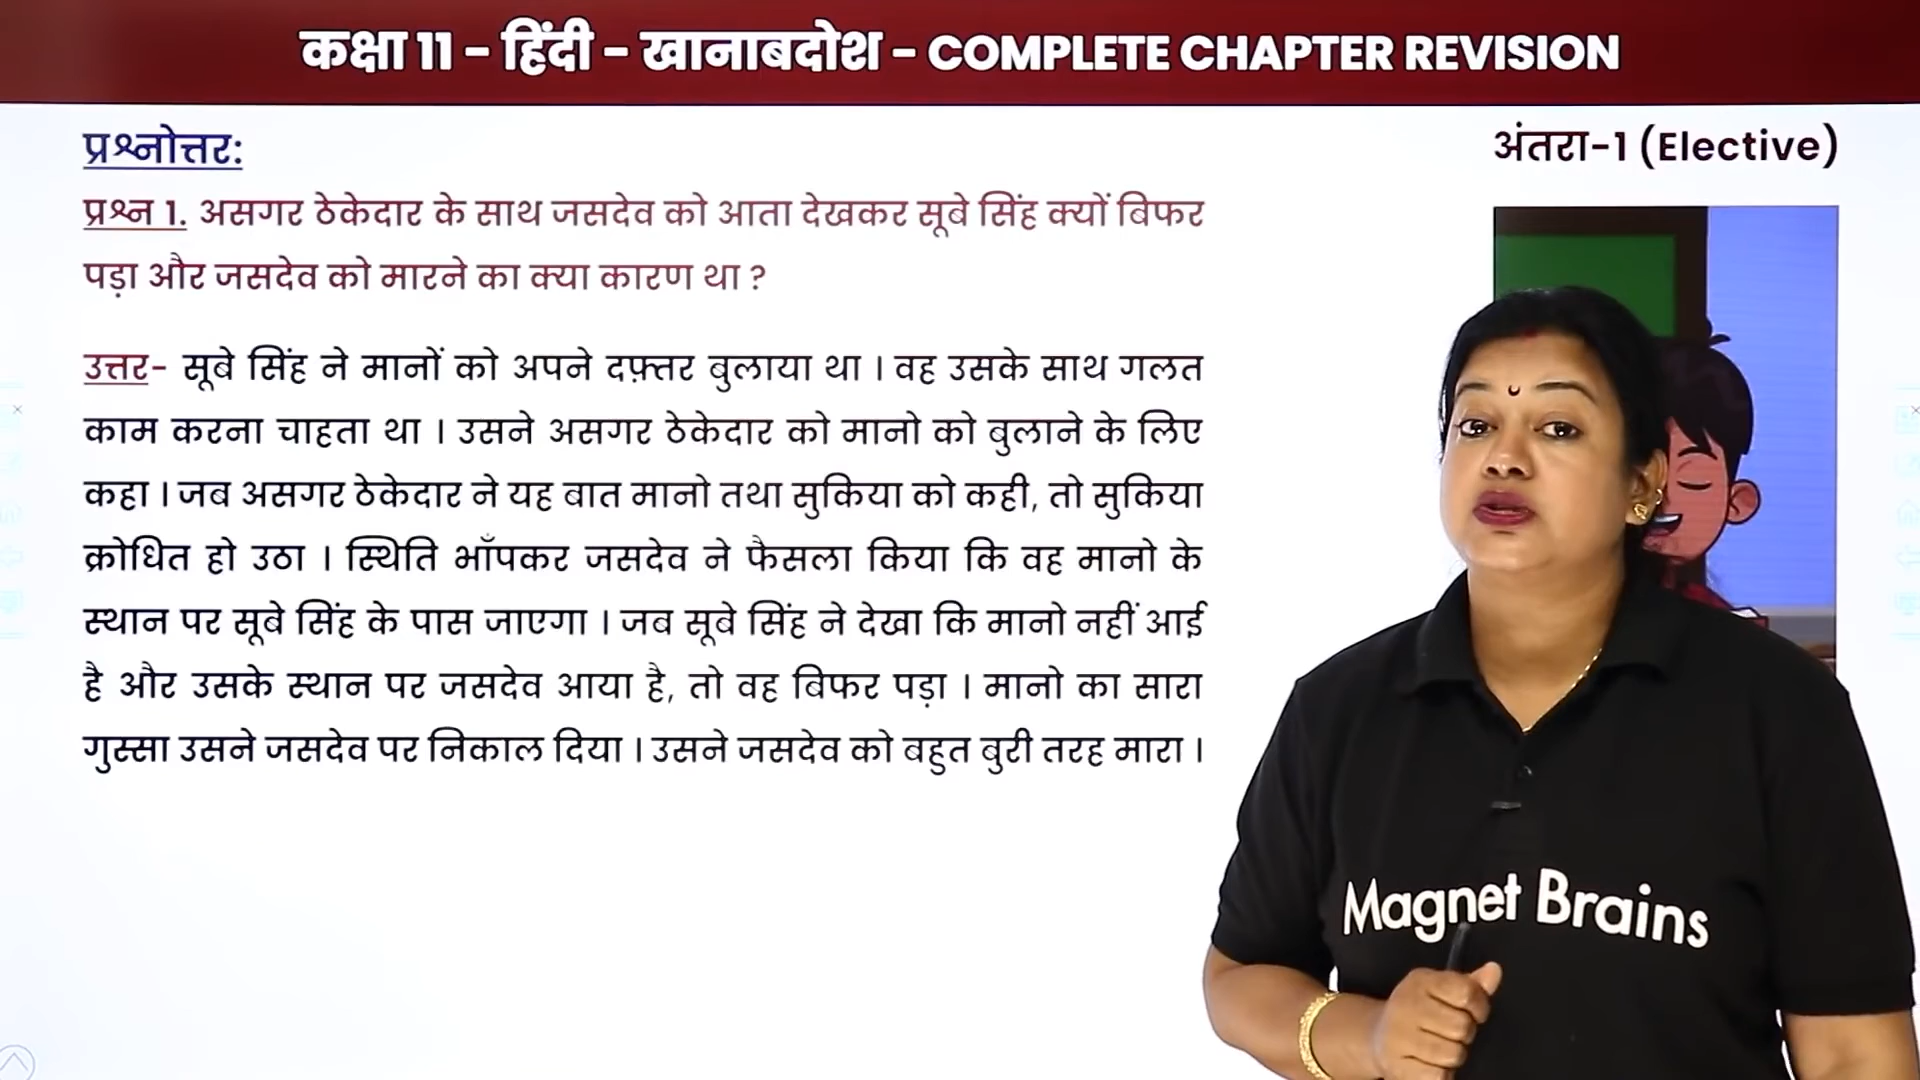 कक्षा 11 - हिंदी - खानाबदोश - COMPLETE CHAPTER REVISION
प्रश्नोत्तर:
अंतरा-1 (Elective)
प्रश्न 1. असगर ठेकेदार के साथ जसदेव को आता देखकर सूबे सिंह क्यों बिफर
पड़ा और जसदेव को मारने का क्या कारण था ?
उत्तर- सूबे सिंह ने मानों को अपने दफ़्तर बुलाया था । वह उसके साथ गलत
काम करना चाहता था । उसने असगर ठेकेदार को मानो को बुलाने के लिए
कहा । जब असगर ठेकेदार ने यह बात मानो तथा सुकिया को कही, तो सुकिया
क्रोधित हो उठा । स्थिति भाँपकर जसदेव ने फैसला किया कि वह मानो के
स्थान पर सूबे सिंह के पास जाएगा । जब सूबे सिंह ने देखा कि मानो नहीं आई
है और उसके स्थान पर जसदेव आया है, तो वह बिफर पड़ा । मानो का सारा
गुस्सा उसने जसदेव पर निकाल दिया । उसने जसदेव को बहुत बुरी तरह मारा ।
Magnet Brains